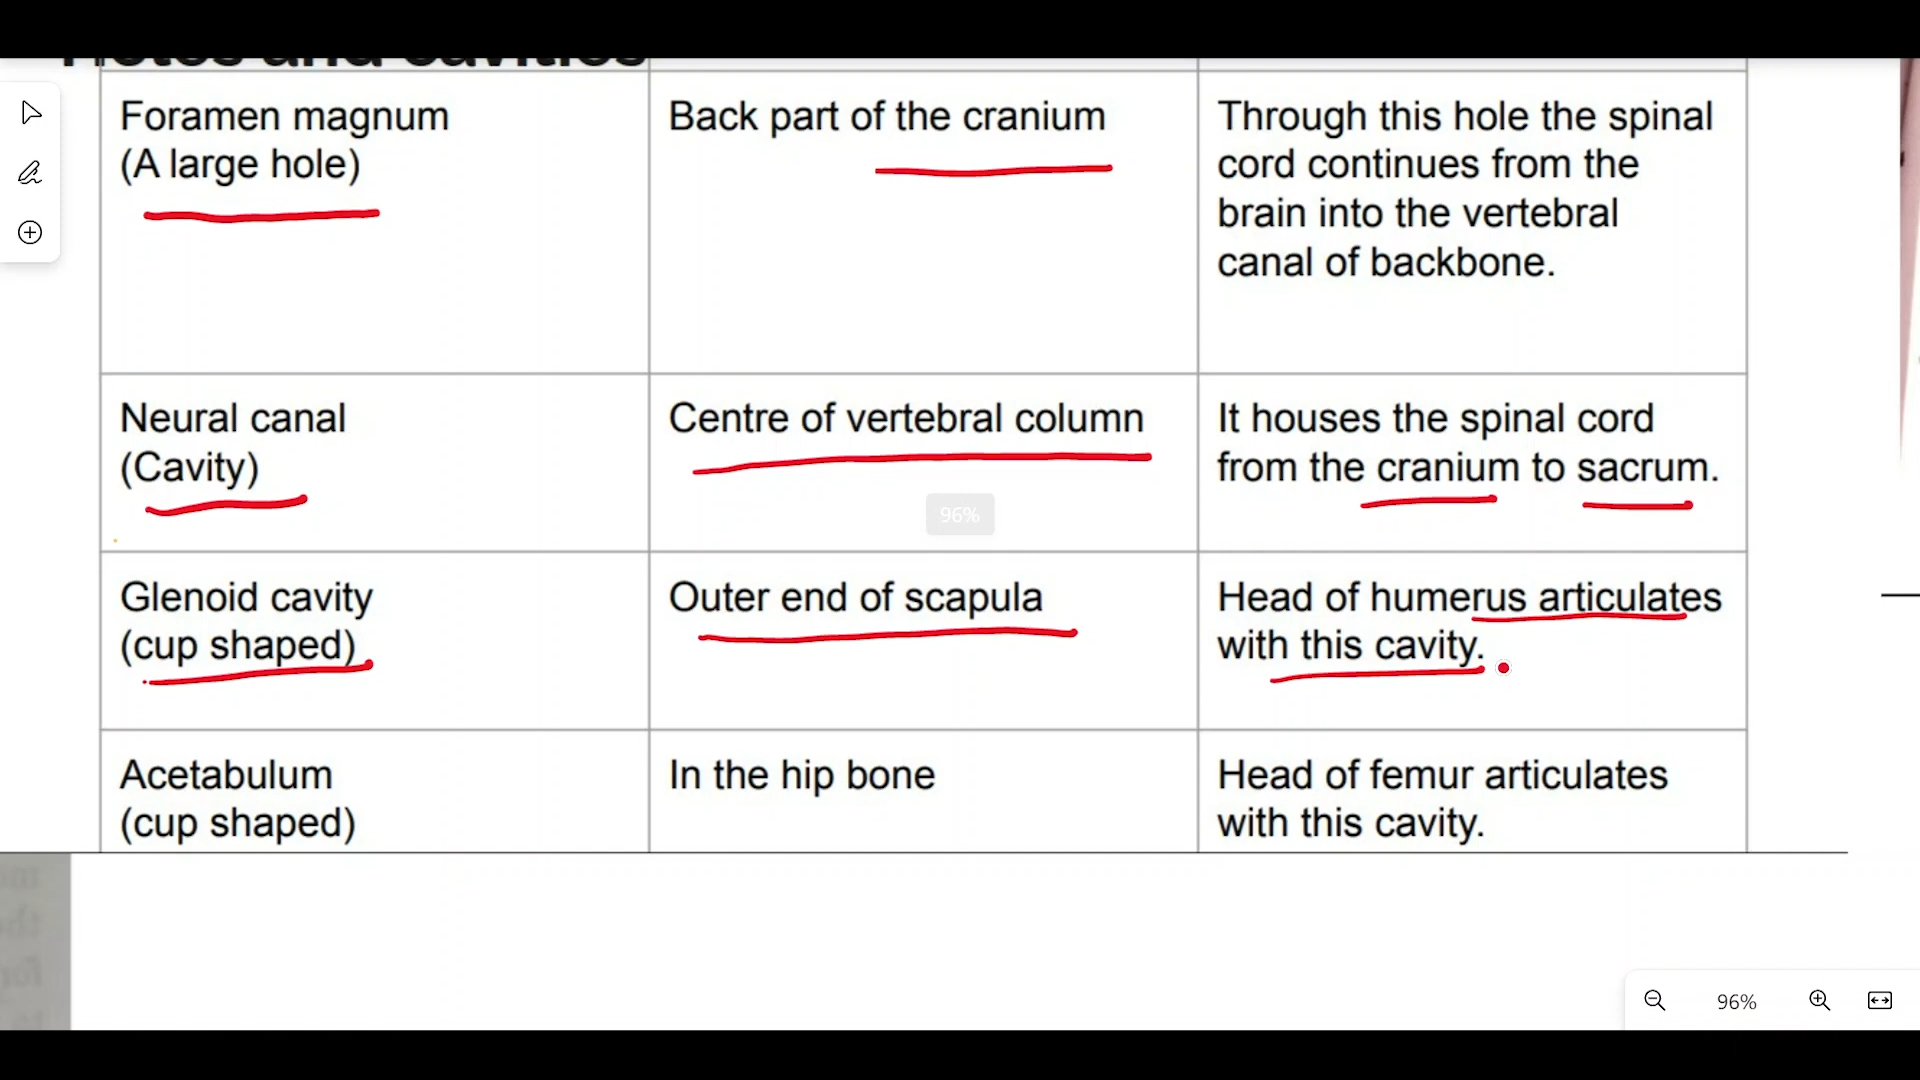 Holes and cavities
Foramen magnum
(A large hole)
Back part of the cranium
Through this hole the spinal
cord continues from the
brain into the vertebral
canal of backbone.
Neural canal
(Cavity)
Centre of vertebral column
It houses the spinal cord
from the cranium to sacrum.
96%
Glenoid cavity
(cup shaped)
Outer end of scapula
Head of humerus articulates
with this cavity.
Acetabulum
(cup shaped)
In the hip bone
Head of femur articulates
with this cavity.
96%